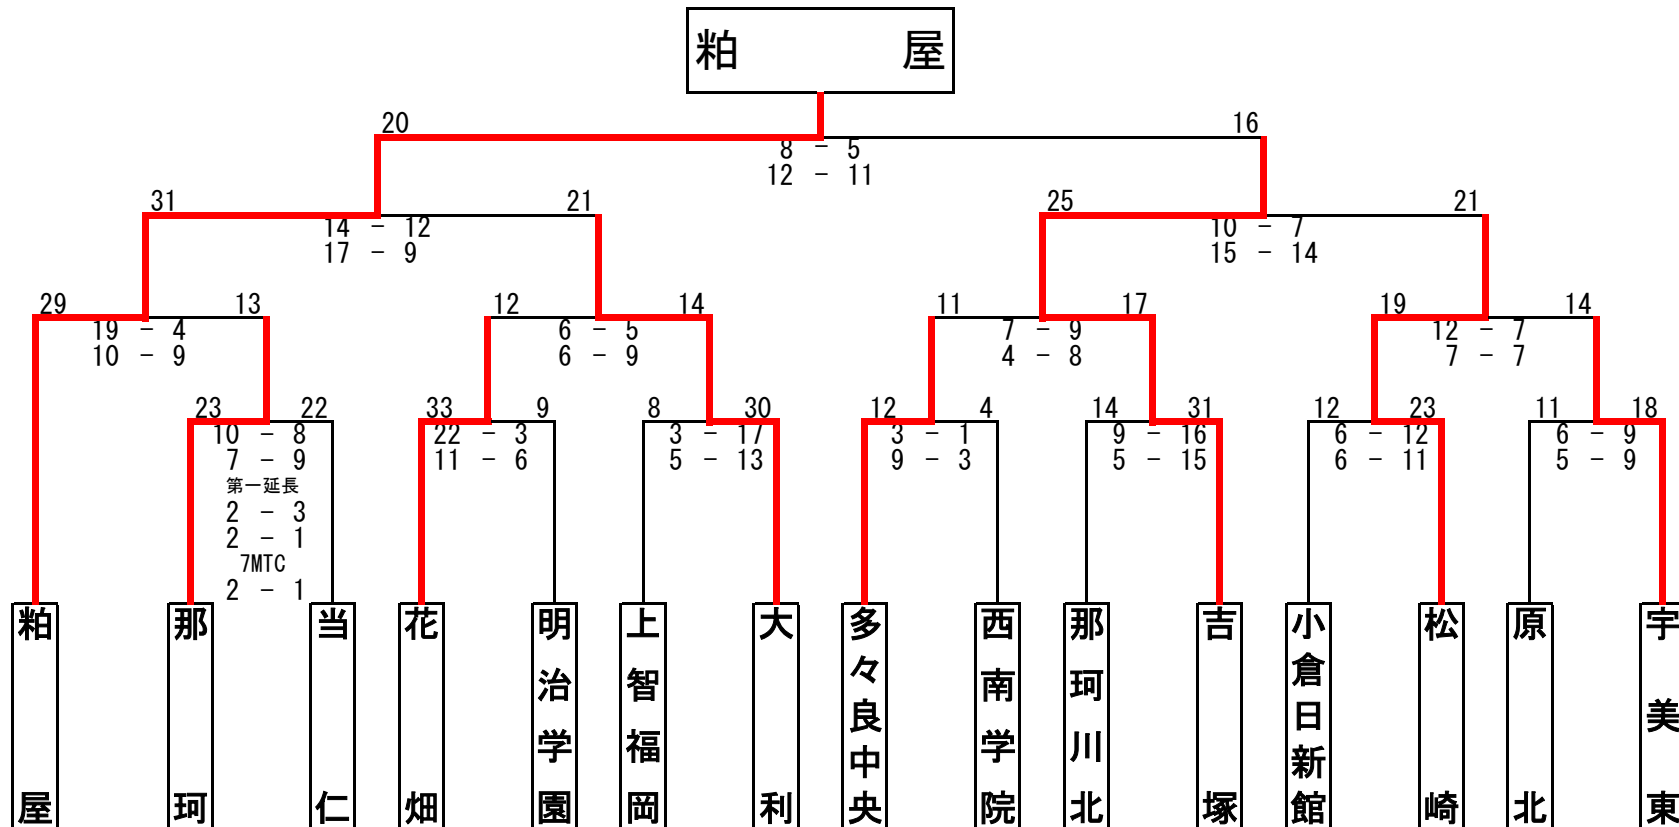 粕屋
20 16
8 － 5
12 － 11
31 21 25 21
14 － 12 10 － 7
17 － 9 15 － 14
29 13 12 14 11 17 19 14
19 － 4 6 － 5 7 － 9 12 － 7
10 － 9 6 － 9 4 － 8 7 － 7
23 22 33 9 8 30 12 4 14 31 12 23 11 18
10 － 8 22 － 3 3 － 17 3 － 1 9 － 16 6 － 12 6 － 9
7 － 9 11 － 6 5 － 13 9 － 3 5 － 15 6 － 11 5 － 9
第一延長
2 － 3
2 － 1
7MTC
2 － 1
粕屋
那珂
当仁
花畑
明治学園
上智福岡
大利
多々良中央
西南学院
那珂川北
吉塚
小倉日新館
松崎
原北
宇美東